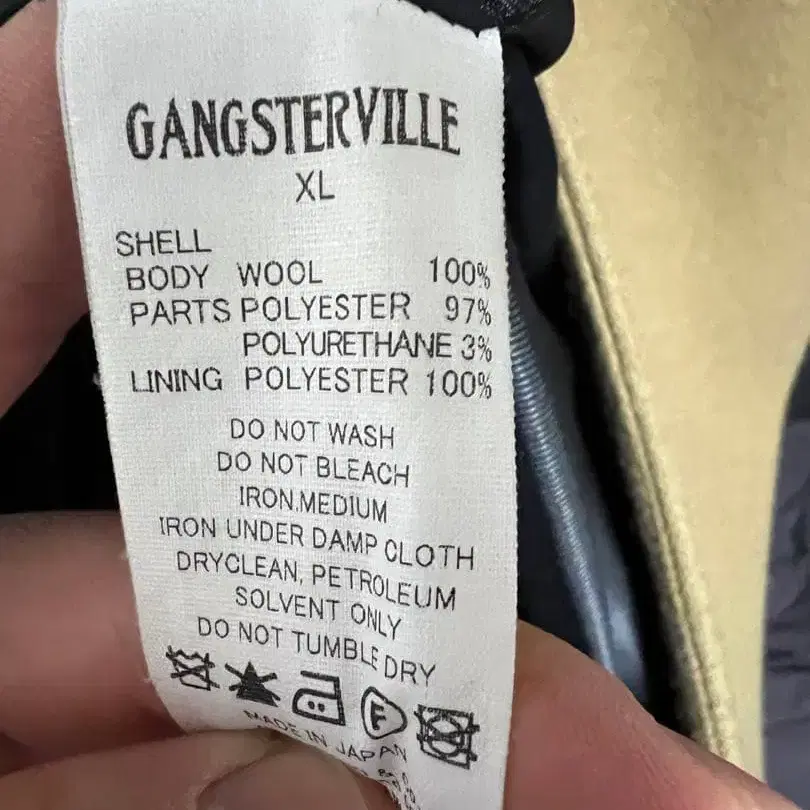 GANGSTERVILLE
XL
SHELL
BODY WOOL 100%
PARTS POLYESTER 97%
POLYURETHANE 3%
LINING POLYESTER 100%
DO NOT WASH
DO NOT BLEACH
IRON.MEDIUM
IRON UNDER DAMP CLOTH
DRYCLEAN, PETROLEUM
SOLVENT ONLY
DO NOT TUMBLE DRY
F
MADE IN JAPAN